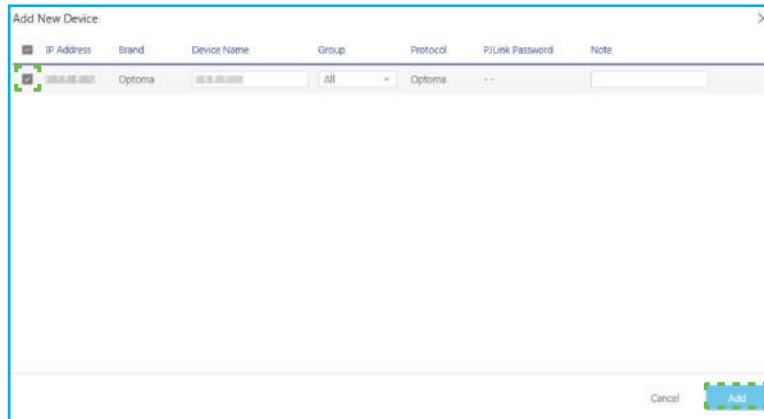 Add New Device
IP Address Brand Device Name Group Protocol PJLink Password Note
Optoma All Optoma --
Cancel Add